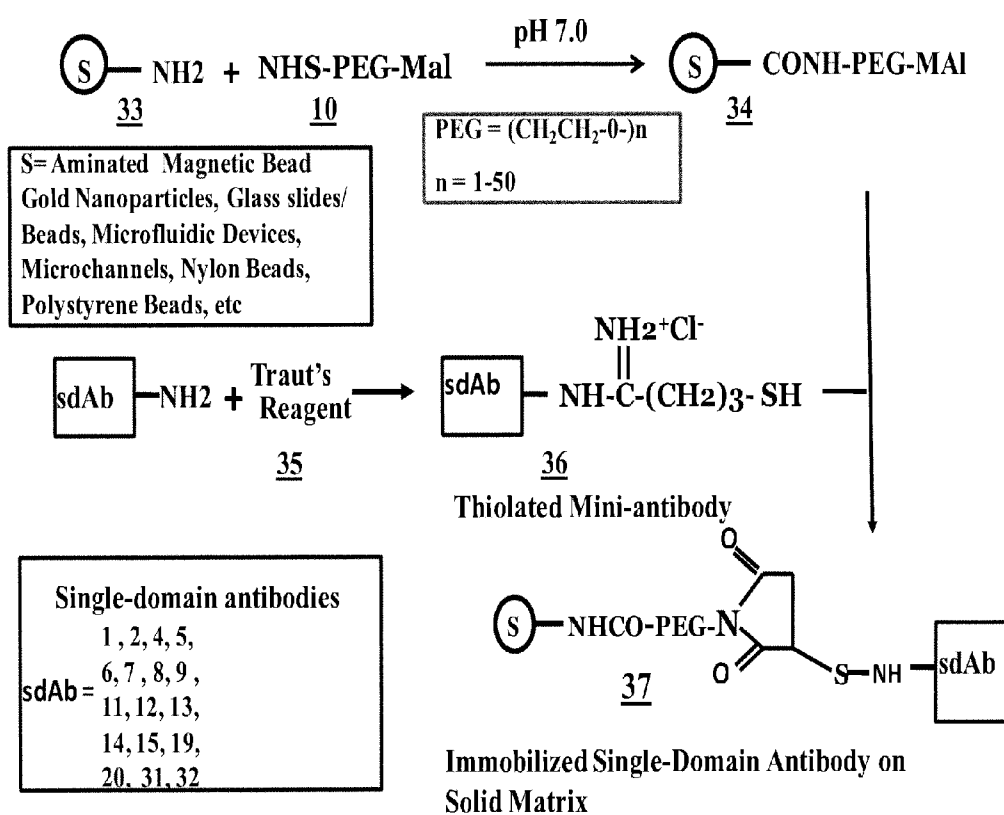 S — NH2 + NHS-PEG-Mal pH 7.0 S — CONH-PEG-MAl
33 10 34
PEG = (CH2CH2-0-)n
n = 1-50
S= Aminated Magnetic Bead
Gold Nanoparticles, Glass slides/
Beads, Microfluidic Devices,
Microchannels, Nylon Beads,
Polystyrene Beads, etc
NH2+Cl-
sdAb —NH2 + Traut's Reagent sdAb — NH-C-(CH2)3- SH
35 36
Thiolated Mini-antibody
Single-domain antibodies
sdAb =
1 , 2, 4, 5,
6, 7 , 8, 9 ,
11, 12, 13,
14, 15, 19,
20, 31, 32
O
S — NHCO-PEG-N
O S—NH — sdAb
37
Immobilized Single-Domain Antibody on
Solid Matrix